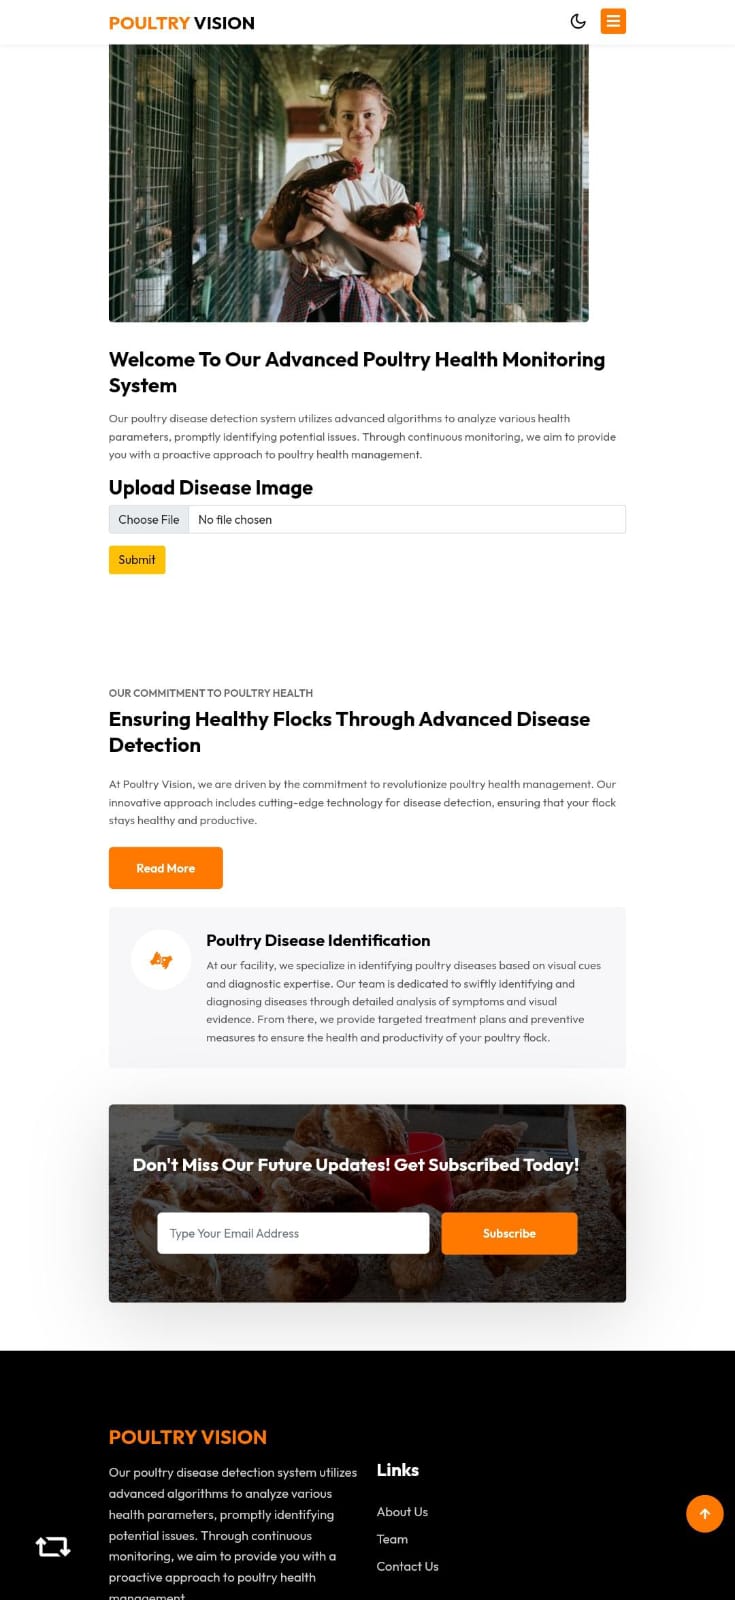 POULTRY VISION
Welcome To Our Advanced Poultry Health Monitoring
System
Our poultry disease detection system utilizes advanced algorithms to analyze various health
parameters, promptly identifying potential issues. Through continuous monitoring, we aim to provide
you with a proactive approach to poultry health management.
Upload Disease Image
Choose File No file chosen
Submit
OUR COMMITMENT TO POULTRY HEALTH
Ensuring Healthy Flocks Through Advanced Disease
Detection
At Poultry Vision, we are driven by the commitment to revolutionize poultry health management. Our
innovative approach includes cutting-edge technology for disease detection, ensuring that your flock
stays healthy and productive.
Read More
Poultry Disease Identification
At our facility, we specialize in identifying poultry diseases based on visual cues
and diagnostic expertise. Our team is dedicated to swiftly identifying and
diagnosing diseases through detailed analysis of symptoms and visual
evidence. From there, we provide targeted treatment plans and preventive
measures to ensure the health and productivity of your poultry flock.
Don't Miss Our Future Updates! Get Subscribed Today!
Type Your Email Address
Subscribe
POULTRY VISION
Our poultry disease detection system utilizes
advanced algorithms to analyze various
health parameters, promptly identifying
potential issues. Through continuous
monitoring, we aim to provide you with a
proactive approach to poultry health
management.
Links
About Us
Team
Contact Us